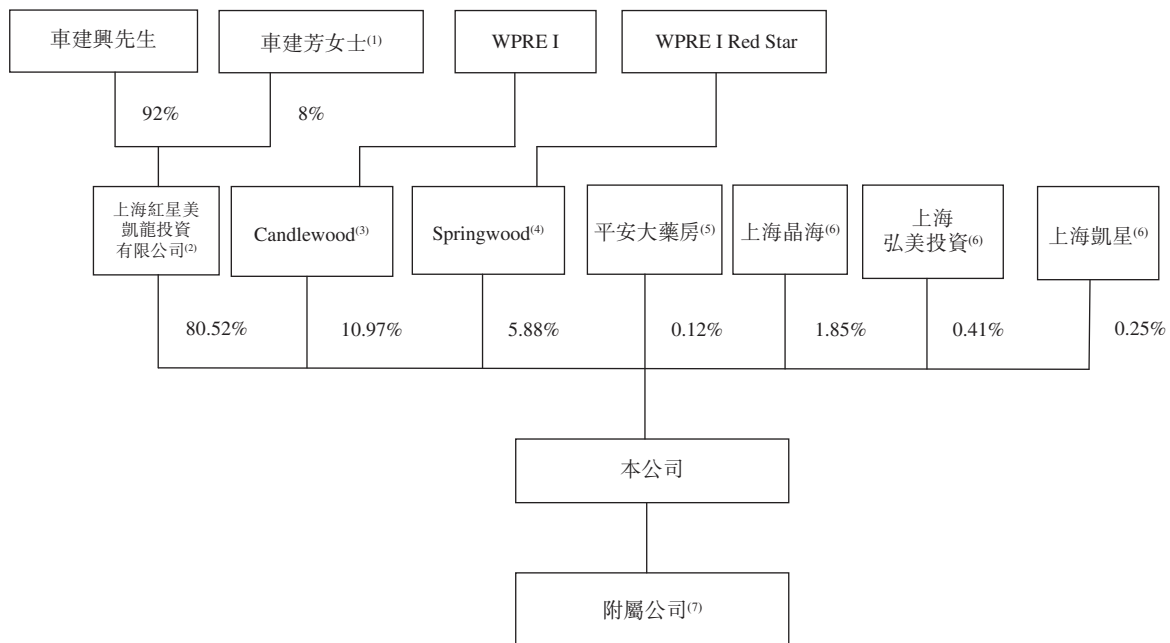 車建興先生
車建芳女士(1)
WPRE I
WPRE I Red Star
92%
8%
上海紅星美
凱龍投資
有限公司(2)
Candlewood(3)
Springwood(4)
平安大藥房(5)
上海晶海(6)
上海
弘美投資(6)
上海凱星(6)
80.52%
10.97%
5.88%
0.12%
1.85%
0.41%
0.25%
本公司
附屬公司(7)